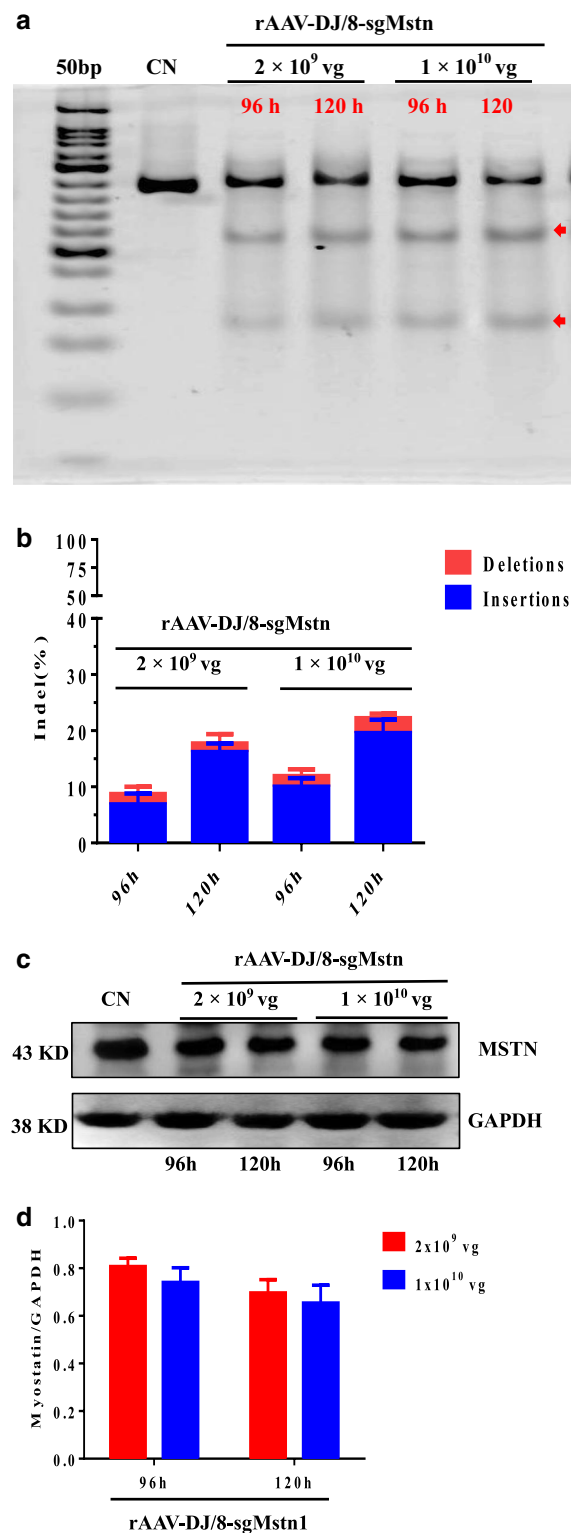 a
rAAV-DJ/8-sgMstn
50bp CN 2 × 10⁹ vg 1 × 10¹⁰ vg
96 h 120 h 96 h 120
b
100
75
50
40
30
20
10
0
Indel(%)
Deletions
Insertions
rAAV-DJ/8-sgMstn
2 × 10⁹ vg 1 × 10¹⁰ vg
96h 120h 96h 120h
c
rAAV-DJ/8-sgMstn
CN 2 × 10⁹ vg 1 × 10¹⁰ vg
43 KD MSTN
38 KD GAPDH
96h 120h 96h 120h
d
1.0
0.8
0.6
0.4
0.2
0.0
Myostatin/GAPDH
2x10⁹ vg
1x10¹⁰ vg
96h 120h
rAAV-DJ/8-sgMstn1